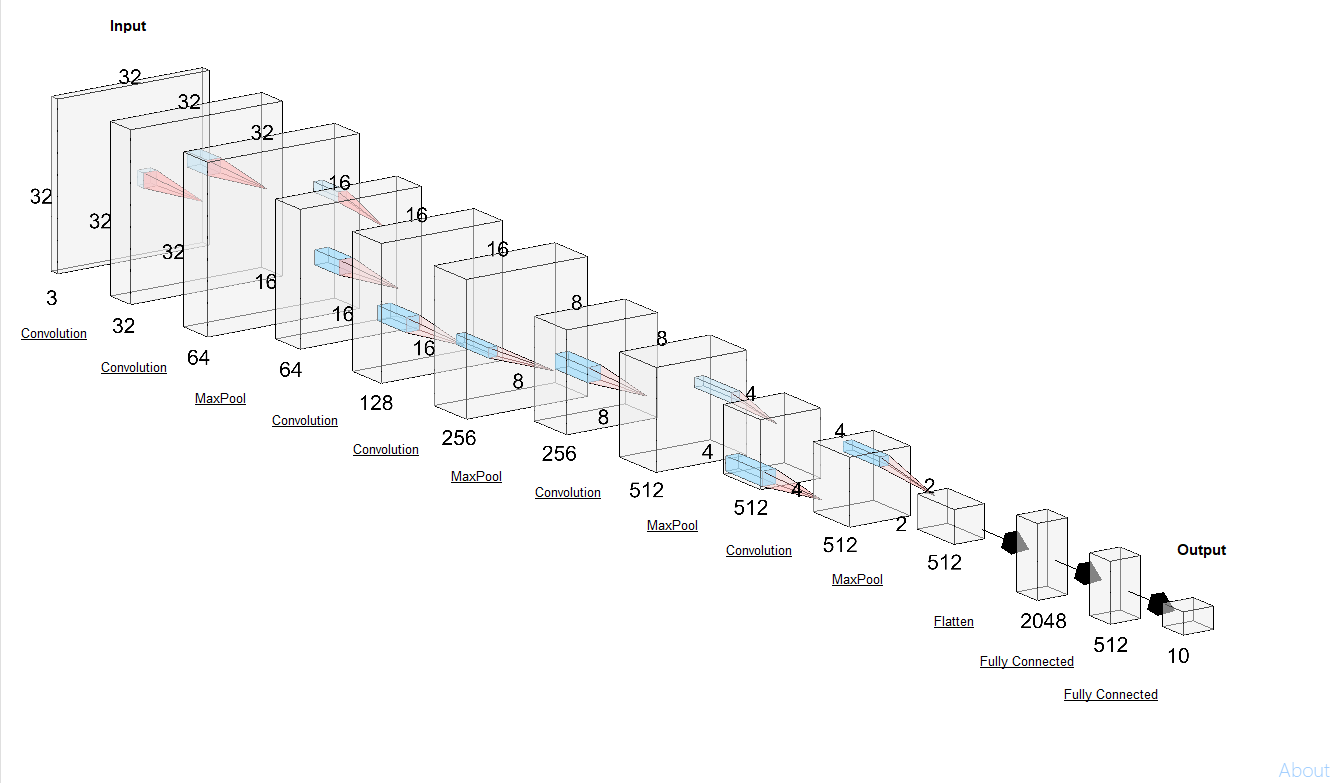 Input
32
32
3
Convolution
32
32
32
Convolution
32
32
64
MaxPool
16
16
64
Convolution
16
16
128
Convolution
16
16
256
MaxPool
8
8
256
Convolution
8
8
512
MaxPool
4
4
512
Convolution
4
4
512
MaxPool
2
2
512
Flatten
2048
Fully Connected
512
Fully Connected
Output
10
About